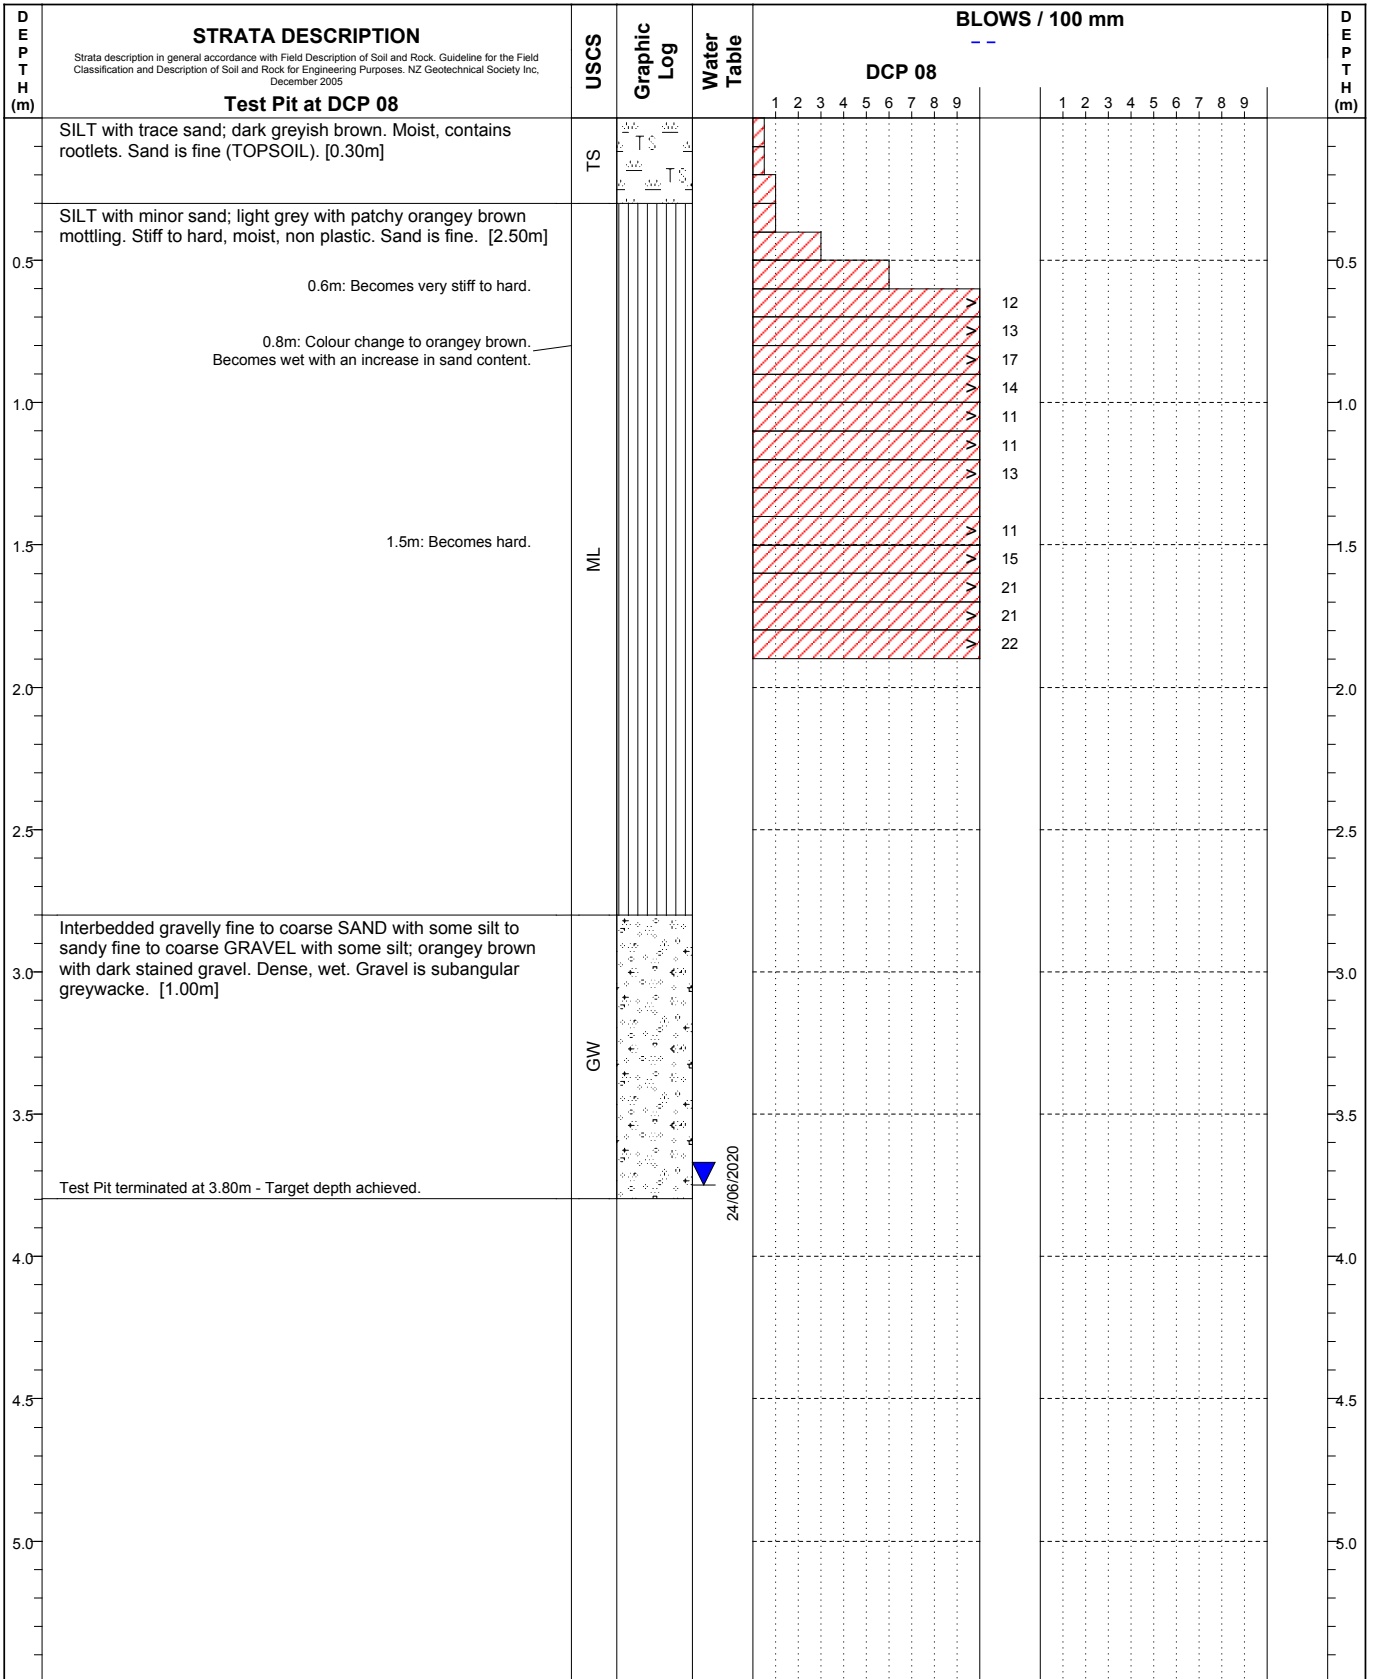 DEPTH (m)
STRATA DESCRIPTION
Strata description in general accordance with Field Description of Soil and Rock. Guideline for the Field
Classification and Description of Soil and Rock for Engineering Purposes. NZ Geotechnical Society Inc,
December 2005
Test Pit at DCP 08
USCS
Graphic
Log
Water
Table
BLOWS / 100 mm
DCP 08
1 2 3 4 5 6 7 8 9
1 2 3 4 5 6 7 8 9
DEPTH (m)
SILT with trace sand; dark greyish brown. Moist, contains
rootlets. Sand is fine (TOPSOIL). [0.30m]
TS
TS
TS
SILT with minor sand; light grey with patchy orangey brown
mottling. Stiff to hard, moist, non plastic. Sand is fine. [2.50m]
0.5
0.5
0.6m: Becomes very stiff to hard.
> 12
> 13
0.8m: Colour change to orangey brown.
Becomes wet with an increase in sand content.
> 17
> 14
1.0
1.0
> 11
> 11
> 13
> 11
1.5m: Becomes hard.
1.5
1.5
ML
> 15
> 21
> 21
> 22
2.0
2.0
2.5
2.5
Interbedded gravelly fine to coarse SAND with some silt to
sandy fine to coarse GRAVEL with some silt; orangey brown
with dark stained gravel. Dense, wet. Gravel is subangular
greywacke. [1.00m]
3.0
3.0
GW
3.5
3.5
24/06/2020
Test Pit terminated at 3.80m - Target depth achieved.
4.0
4.0
4.5
4.5
5.0
5.0